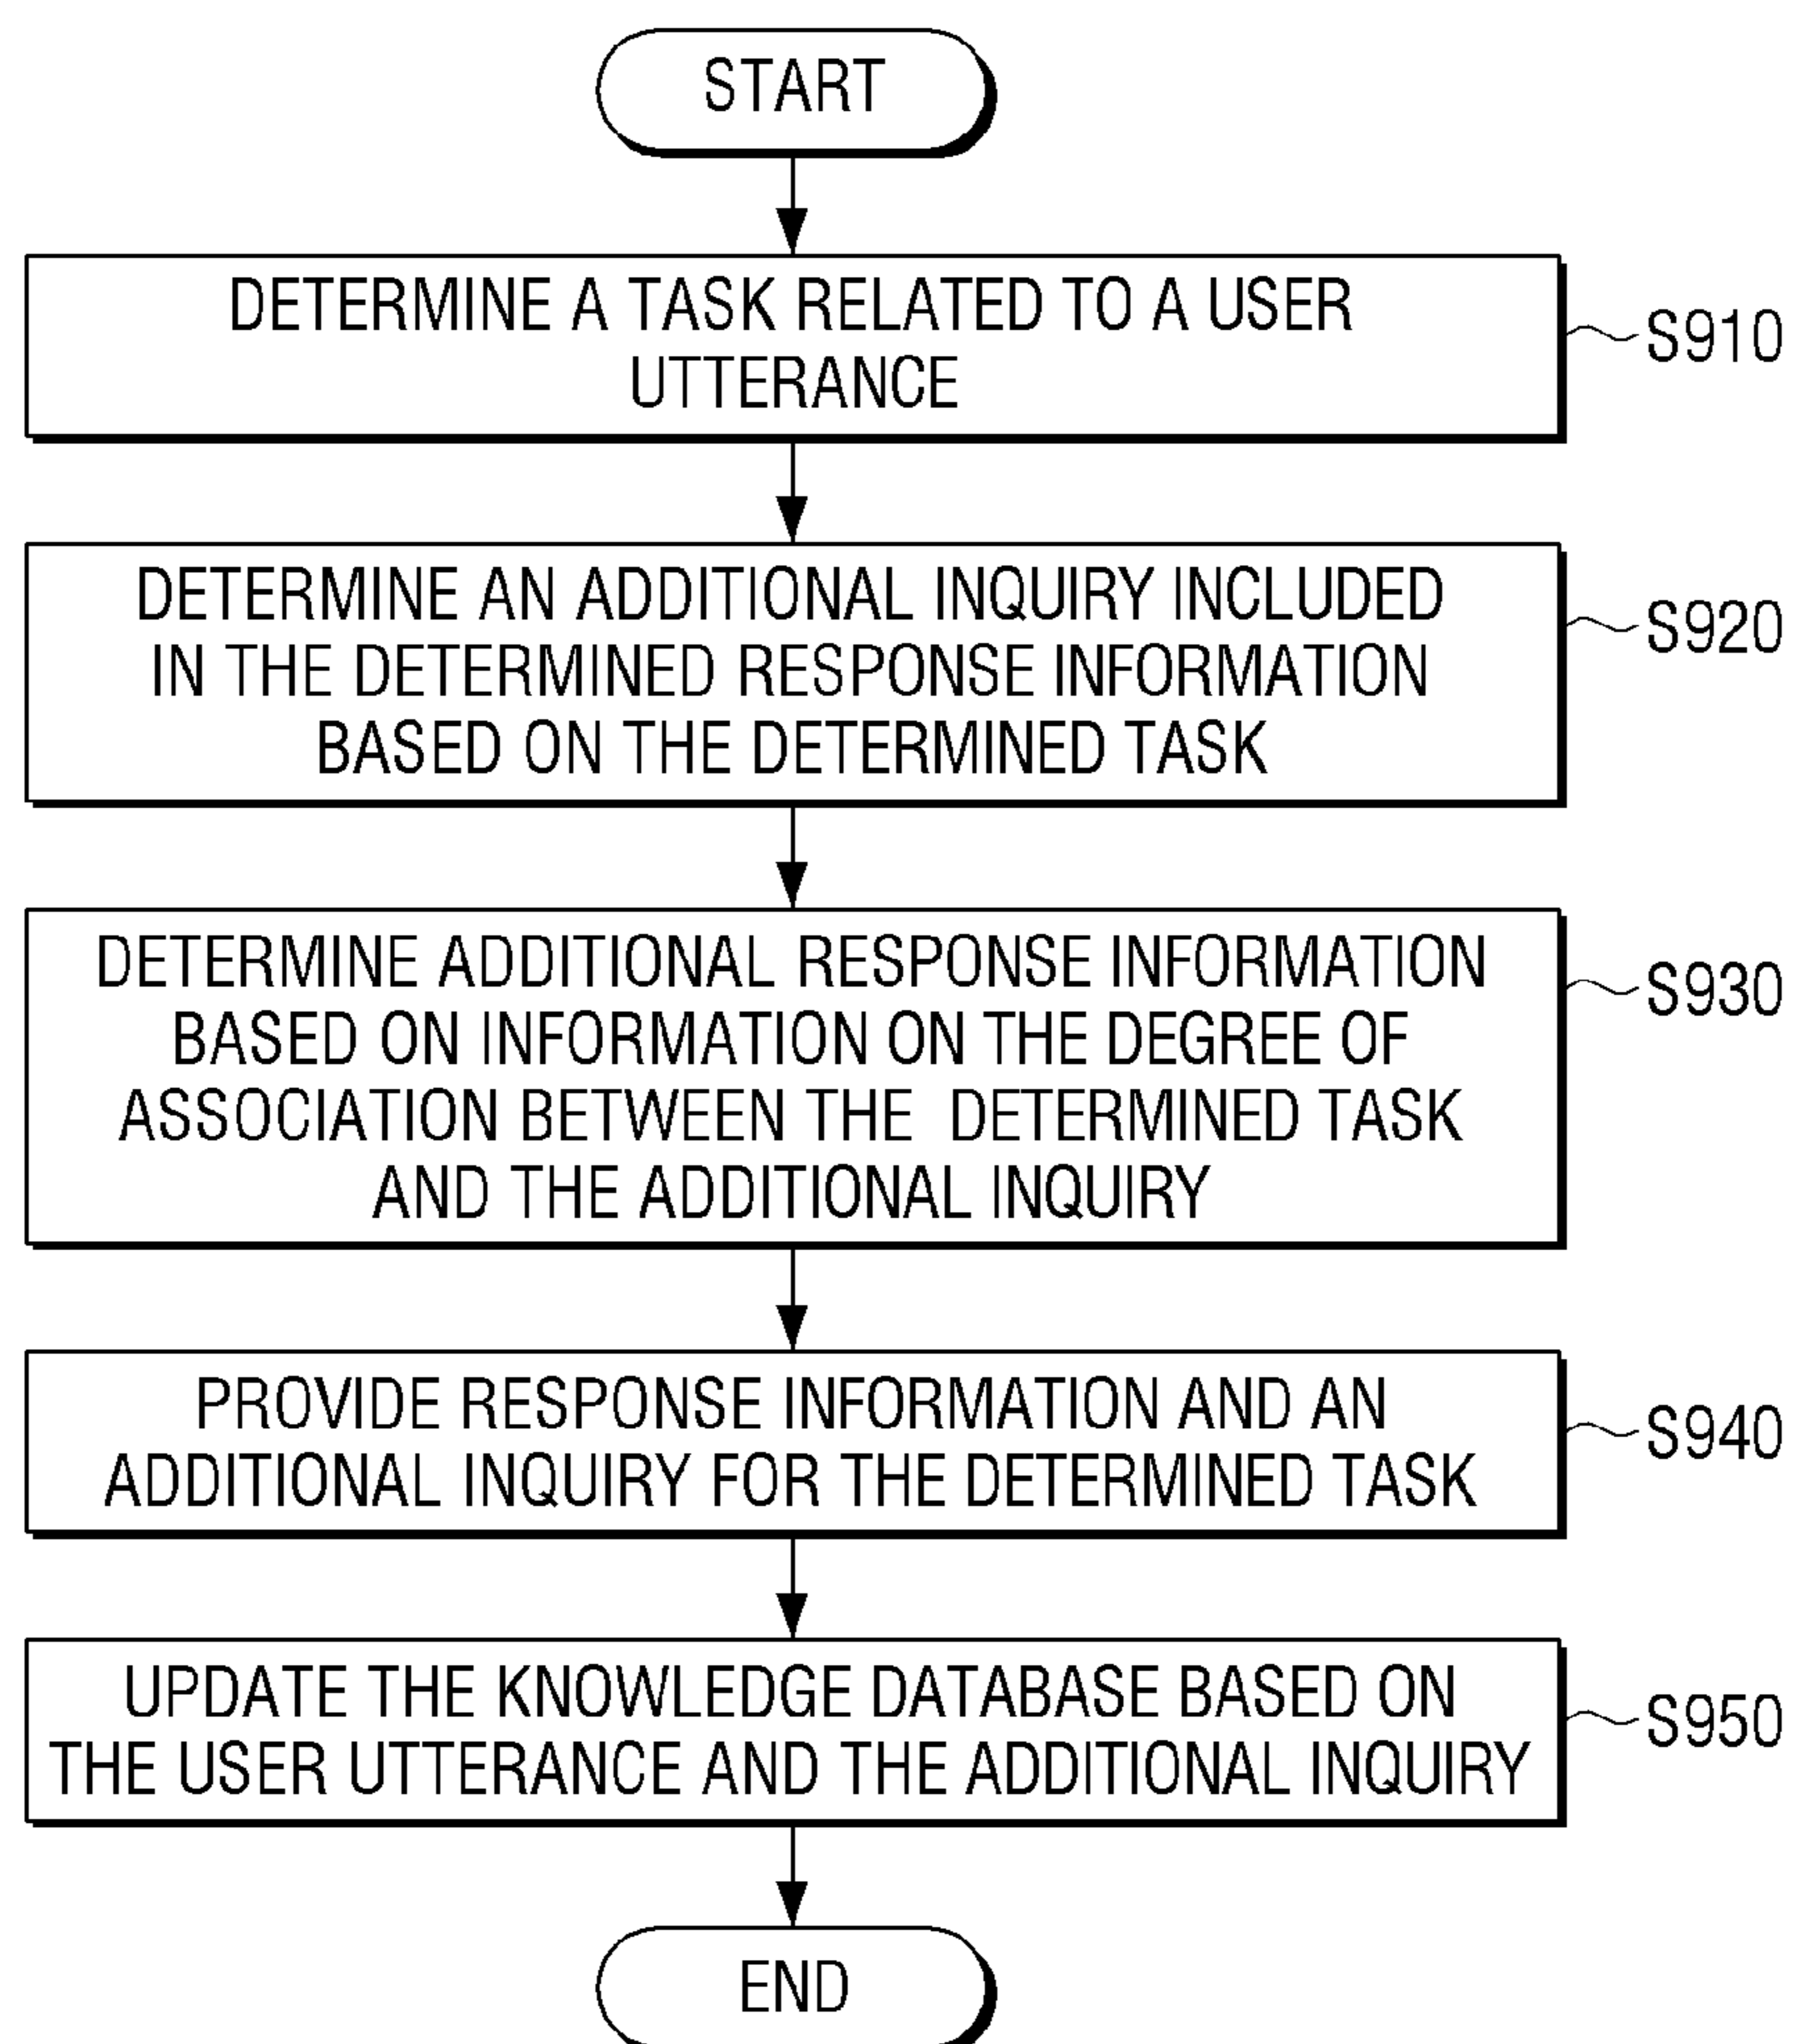 START
DETERMINE A TASK RELATED TO A USER
UTTERANCE
S910
DETERMINE AN ADDITIONAL INQUIRY INCLUDED
IN THE DETERMINED RESPONSE INFORMATION
BASED ON THE DETERMINED TASK
S920
DETERMINE ADDITIONAL RESPONSE INFORMATION
BASED ON INFORMATION ON THE DEGREE OF
ASSOCIATION BETWEEN THE DETERMINED TASK
AND THE ADDITIONAL INQUIRY
S930
PROVIDE RESPONSE INFORMATION AND AN
ADDITIONAL INQUIRY FOR THE DETERMINED TASK
S940
UPDATE THE KNOWLEDGE DATABASE BASED ON
THE USER UTTERANCE AND THE ADDITIONAL INQUIRY
S950
END